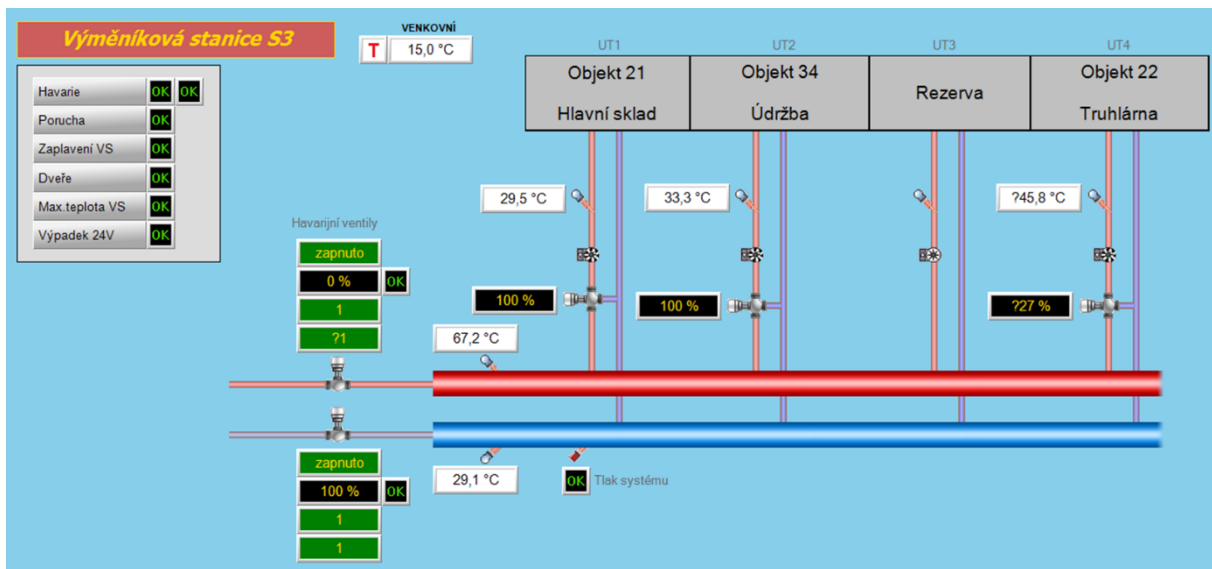 Výměníková stanice S3
VENKOVNÍ
T 15,0 °C
UT1 UT2 UT3 UT4
Objekt 21
Hlavní sklad
Objekt 34
Údržba
Rezerva
Objekt 22
Truhlárna
Havarie OK OK
Porucha OK
Zaplavení VS OK
Dveře OK
Max.teplota VS OK
Výpadek 24V OK
29,5 °C
33,3 °C
?45,8 °C
Havarijní ventily
zapnuto
0 % OK
1
?1
100 %
100 %
?27 %
67,2 °C
zapnuto
100 % OK
1
1
29,1 °C
OK Tlak systému